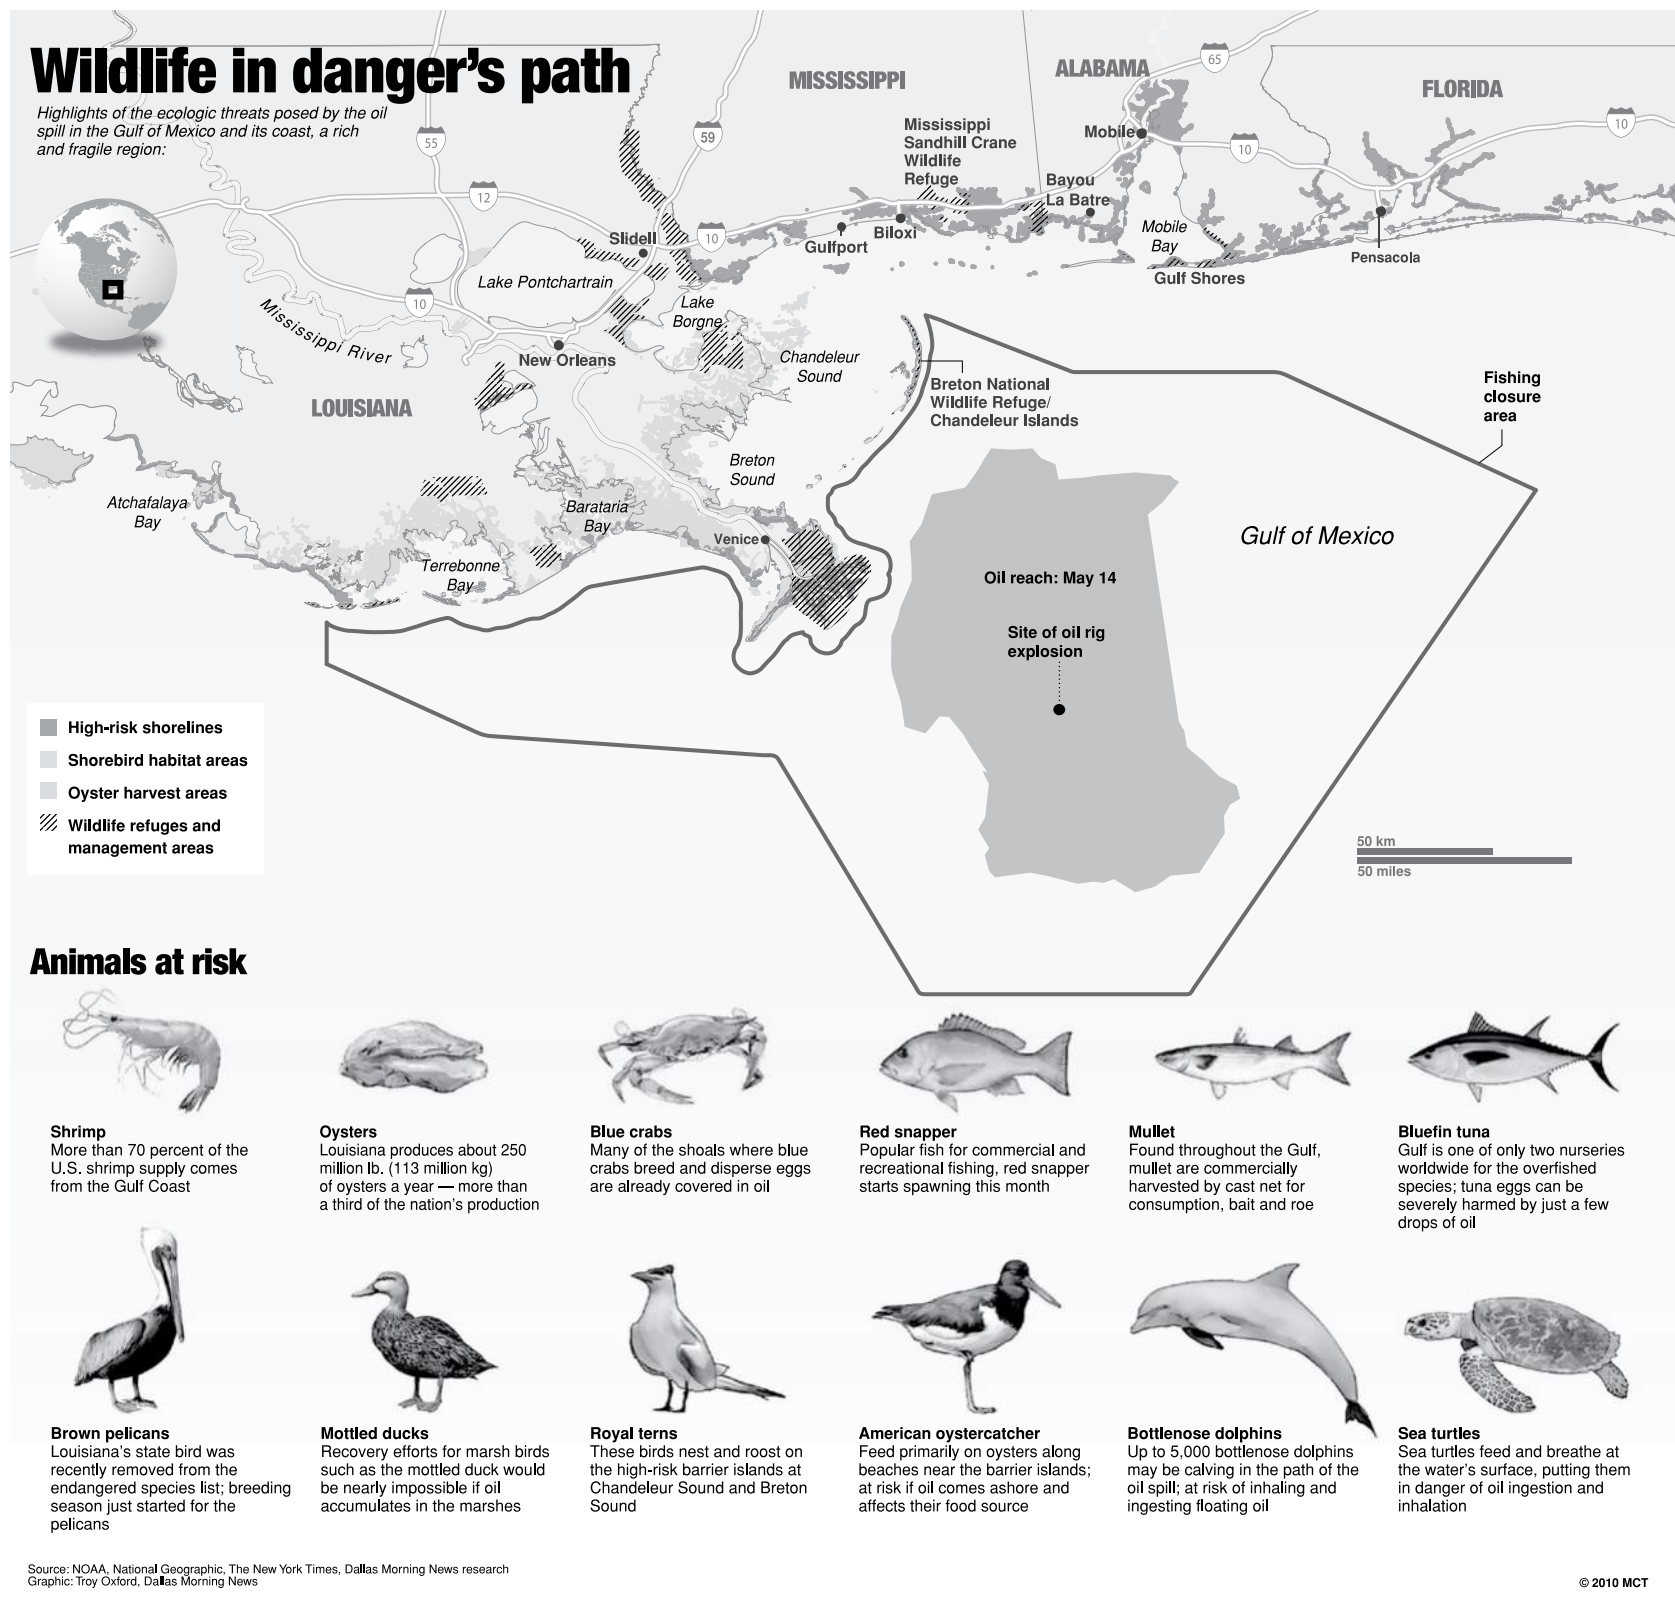 Wildlife in danger's path
Highlights of the ecologic threats posed by the oil
spill in the Gulf of Mexico and its coast, a rich
and fragile region:
MISSISSIPPI
ALABAMA
FLORIDA
65
55
59
10
10
12
10
10
Mississippi
Sandhill Crane
Wildlife
Refuge
Mobile
Bayou
La Batre
Slidell
Gulfport
Biloxi
Mobile
Bay
Pensacola
Gulf Shores
Lake Pontchartrain
Lake
Borgne
Mississippi River
New Orleans
Chandeleur
Sound
Breton National
Wildlife Refuge/
Chandeleur Islands
Fishing
closure
area
LOUISIANA
Breton
Sound
Atchafalaya
Bay
Barataria
Bay
Venice
Terrebonne
Bay
Gulf of Mexico
Oil reach: May 14
Site of oil rig
explosion
High-risk shorelines
Shorebird habitat areas
Oyster harvest areas
Wildlife refuges and
management areas
50 km
50 miles
Animals at risk
Shrimp
More than 70 percent of the
U.S. shrimp supply comes
from the Gulf Coast
Oysters
Louisiana produces about 250
million lb. (113 million kg)
of oysters a year — more than
a third of the nation's production
Blue crabs
Many of the shoals where blue
crabs breed and disperse eggs
are already covered in oil
Red snapper
Popular fish for commercial and
recreational fishing, red snapper
starts spawning this month
Mullet
Found throughout the Gulf,
mullet are commercially
harvested by cast net for
consumption, bait and roe
Bluefin tuna
Gulf is one of only two nurseries
worldwide for the overfished
species; tuna eggs can be
severely harmed by just a few
drops of oil
Brown pelicans
Louisiana's state bird was
recently removed from the
endangered species list; breeding
season just started for the
pelicans
Mottled ducks
Recovery efforts for marsh birds
such as the mottled duck would
be nearly impossible if oil
accumulates in the marshes
Royal terns
These birds nest and roost on
the high-risk barrier islands at
Chandeleur Sound and Breton
Sound
American oystercatcher
Feed primarily on oysters along
beaches near the barrier islands;
at risk if oil comes ashore and
affects their food source
Bottlenose dolphins
Up to 5,000 bottlenose dolphins
may be calving in the path of the
oil spill; at risk of inhaling and
ingesting floating oil
Sea turtles
Sea turtles feed and breathe at
the water's surface, putting them
in danger of oil ingestion and
inhalation
Source: NOAA, National Geographic, The New York Times, Dallas Morning News research
Graphic: Troy Oxford, Dallas Morning News
© 2010 MCT